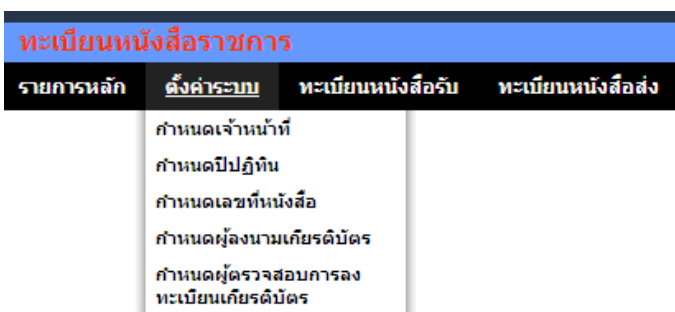 ทะเบียนหนังสือราชการ
รายการหลัก ตั้งค่าระบบ ทะเบียนหนังสือรับ ทะเบียนหนังสือส่ง
กำหนดเจ้าหน้าที่
กำหนดปีปฏิทิน
กำหนดเลขที่หนังสือ
กำหนดผู้ลงนามเกียรติบัตร
กำหนดผู้ตรวจสอบการลง
ทะเบียนเกียรติบัตร